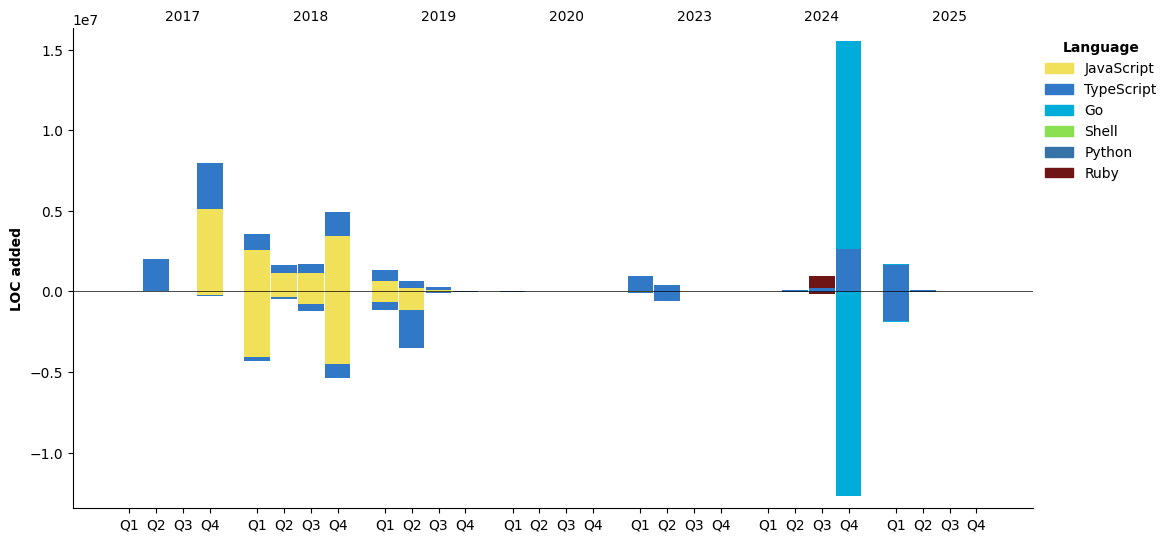 1e7
2017 2018 2019 2020 2023 2024 2025
Language
JavaScript
TypeScript
Go
Shell
Python
Ruby
LOC added
1.5
1.0
0.5
0.0
−0.5
−1.0
Q1 Q2 Q3 Q4 Q1 Q2 Q3 Q4 Q1 Q2 Q3 Q4 Q1 Q2 Q3 Q4 Q1 Q2 Q3 Q4 Q1 Q2 Q3 Q4 Q1 Q2 Q3 Q4